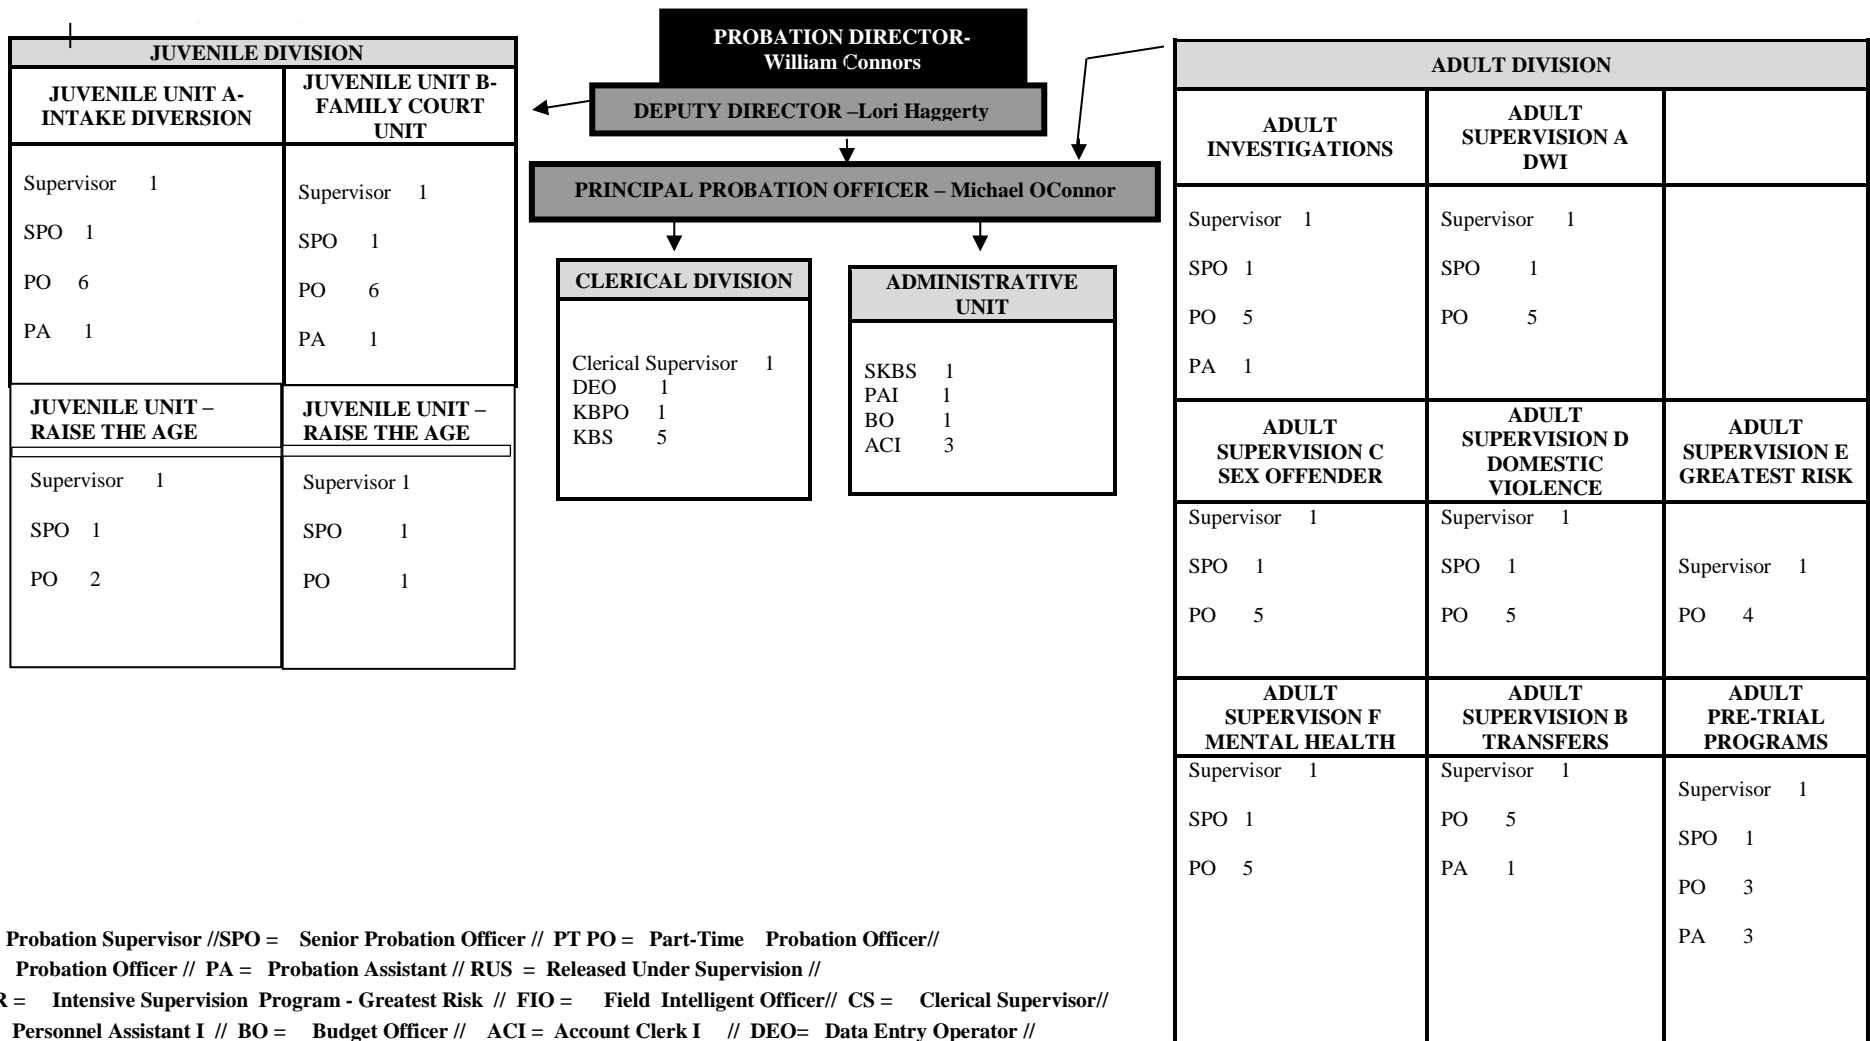 JUVENILE DIVISION
JUVENILE UNIT A-
INTAKE DIVERSION
JUVENILE UNIT B-
FAMILY COURT
UNIT
Supervisor 1
SPO 1
PO 6
PA 1
Supervisor 1
SPO 1
PO 6
PA 1
JUVENILE UNIT –
RAISE THE AGE
JUVENILE UNIT –
RAISE THE AGE
Supervisor 1
SPO 1
PO 2
Supervisor 1
SPO 1
PO 1
PROBATION DIRECTOR-
William Connors
DEPUTY DIRECTOR –Lori Haggerty
PRINCIPAL PROBATION OFFICER – Michael OConnor
CLERICAL DIVISION
Clerical Supervisor 1
DEO 1
KBPO 1
KBS 5
ADMINISTRATIVE
UNIT
SKBS 1
PAI 1
BO 1
ACI 3
ADULT DIVISION
ADULT
INVESTIGATIONS
ADULT
SUPERVISION A
DWI
Supervisor 1
SPO 1
PO 5
PA 1
Supervisor 1
SPO 1
PO 5
ADULT
SUPERVISION C
SEX OFFENDER
ADULT
SUPERVISION D
DOMESTIC
VIOLENCE
ADULT
SUPERVISION E
GREATEST RISK
Supervisor 1
SPO 1
PO 5
Supervisor 1
SPO 1
PO 5
Supervisor 1
PO 4
ADULT
SUPERVISON F
MENTAL HEALTH
ADULT
SUPERVISION B
TRANSFERS
ADULT
PRE-TRIAL
PROGRAMS
Supervisor 1
SPO 1
PO 5
Supervisor 1
PO 5
PA 1
Supervisor 1
SPO 1
PO 3
PA 3
Probation Supervisor //SPO = Senior Probation Officer // PT PO = Part-Time Probation Officer//
Probation Officer // PA = Probation Assistant // RUS = Released Under Supervision //
R = Intensive Supervision Program - Greatest Risk // FIO = Field Intelligent Officer// CS = Clerical Supervisor//
Personnel Assistant I // BO = Budget Officer // ACI = Account Clerk I // DEO= Data Entry Operator //